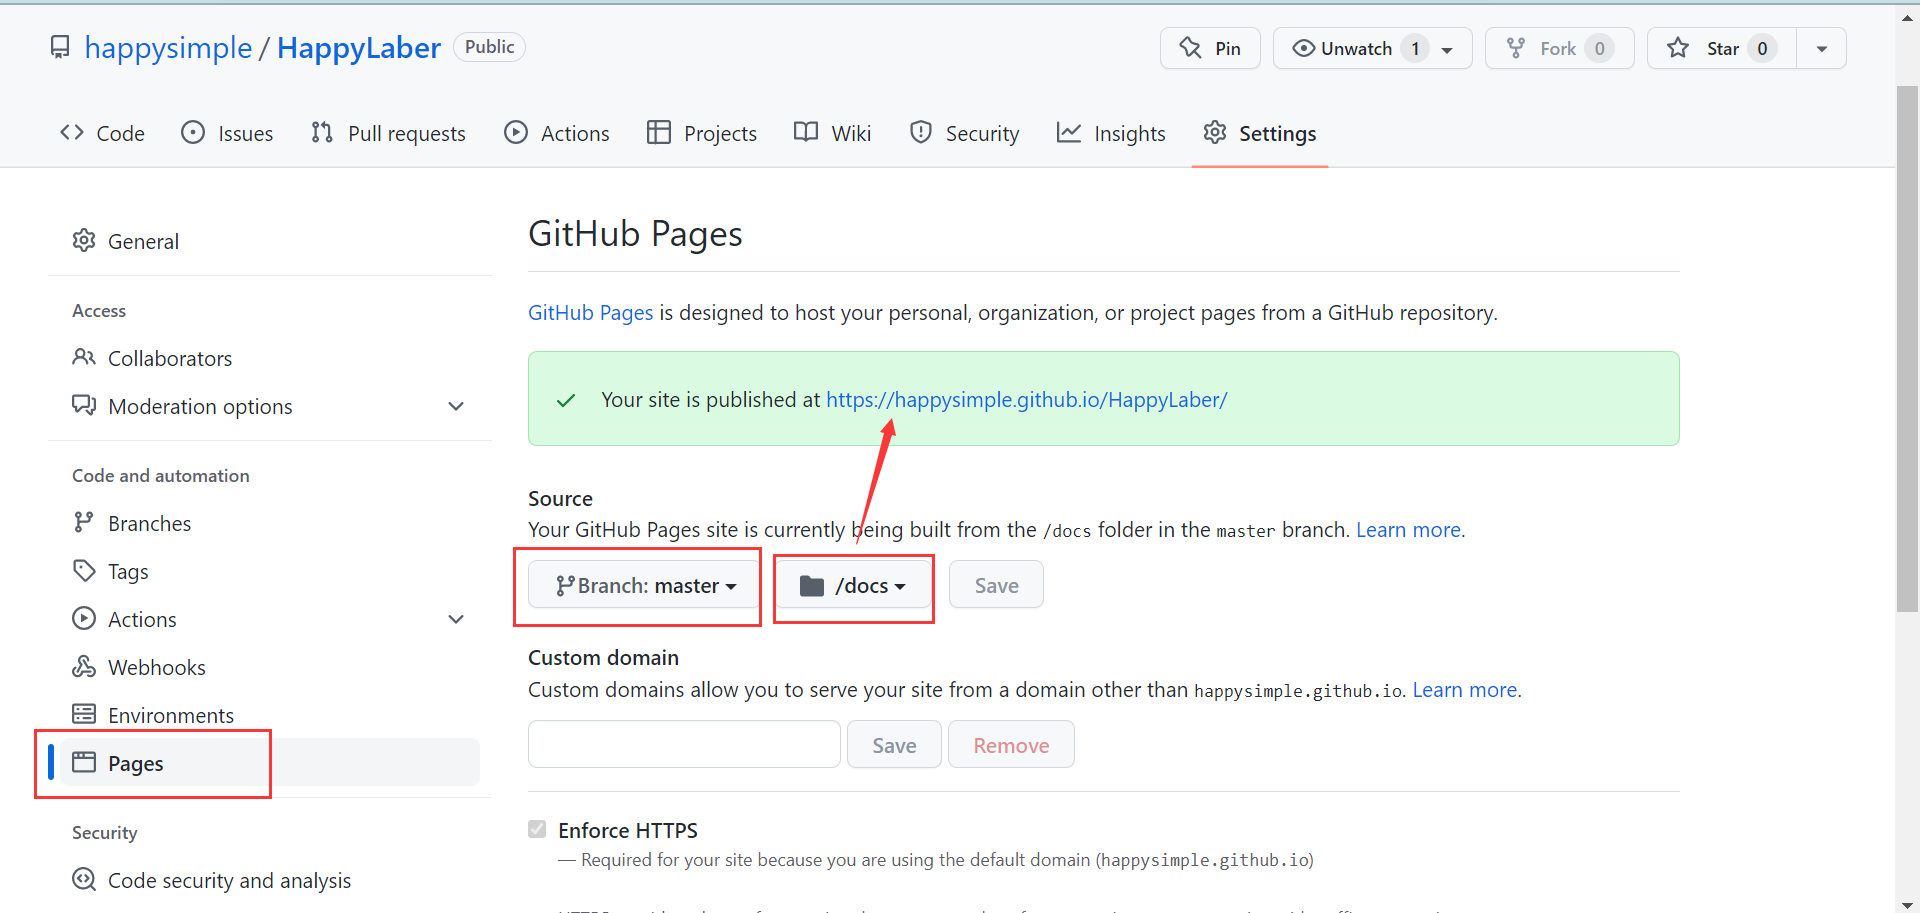 happysimple / HappyLaber Public
Pin
Unwatch 1
Fork 0
Star 0
Code
Issues
Pull requests
Actions
Projects
Wiki
Security
Insights
Settings
General
Access
Collaborators
Moderation options
Code and automation
Branches
Tags
Actions
Webhooks
Environments
Pages
Security
Code security and analysis
GitHub Pages
GitHub Pages is designed to host your personal, organization, or project pages from a GitHub repository.
Your site is published at https://happysimple.github.io/HappyLaber/
Source
Your GitHub Pages site is currently being built from the /docs folder in the master branch. Learn more.
Branch: master
/docs
Save
Custom domain
Custom domains allow you to serve your site from a domain other than happysimple.github.io. Learn more.
Save
Remove
Enforce HTTPS
— Required for your site because you are using the default domain (happysimple.github.io)